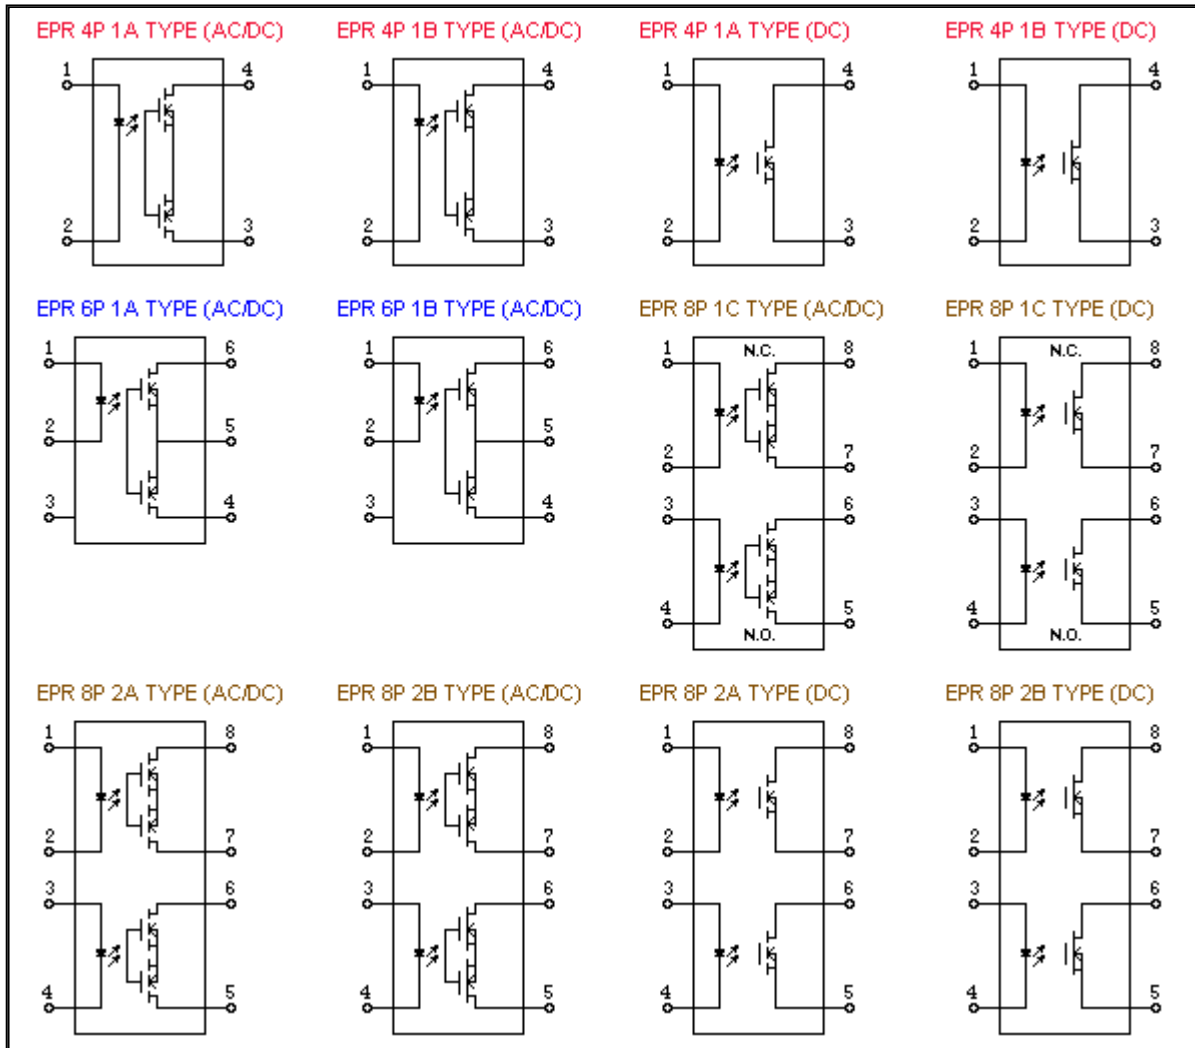 EPR 4P 1A TYPE (AC/DC) EPR 4P 1B TYPE (AC/DC) EPR 4P 1A TYPE (DC) EPR 4P 1B TYPE (DC)
1 4 1 4 1 4 1 4
2 3 2 3 2 3 2 3
EPR 6P 1A TYPE (AC/DC) EPR 6P 1B TYPE (AC/DC) EPR 8P 1C TYPE (AC/DC) EPR 8P 1C TYPE (DC)
1 6 1 6 1 N.C. 8 1 N.C. 8
2 5 2 5 2 7 2 7
3 4 3 4 3 6 3 6
4 5 4 5
N.O. N.O.
EPR 8P 2A TYPE (AC/DC) EPR 8P 2B TYPE (AC/DC) EPR 8P 2A TYPE (DC) EPR 8P 2B TYPE (DC)
1 8 1 8 1 8 1 8
2 7 2 7 2 7 2 7
3 6 3 6 3 6 3 6
4 5 4 5 4 5 4 5